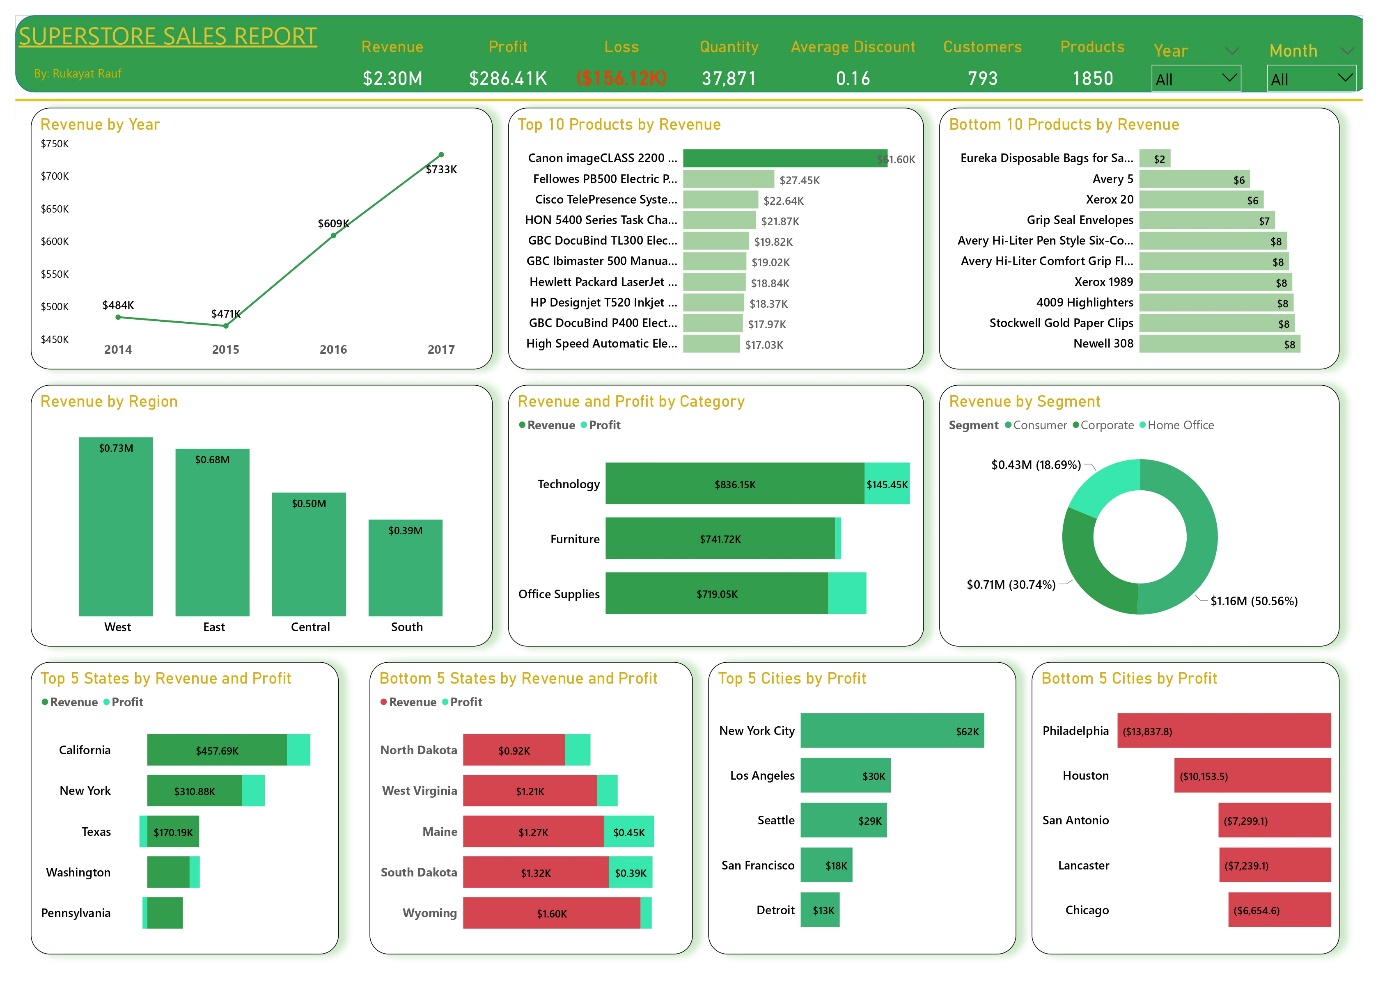 SUPERSTORE SALES REPORT
By: Rukayat Rauf
Revenue
$2.30M
Profit
$286.41K
Loss
($156.12K)
Quantity
37,871
Average Discount
0.16
Customers
793
Products
1850
Year
All
Month
All
Revenue by Year
$750K
$700K
$650K
$600K
$550K
$500K
$450K
$484K
$471K
$609K
$733K
2014
2015
2016
2017
Top 10 Products by Revenue
Canon imageCLASS 2200 ... $61.60K
Fellowes PB500 Electric P... $27.45K
Cisco TelePresence Syste... $22.64K
HON 5400 Series Task Cha... $21.87K
GBC DocuBind TL300 Elec... $19.82K
GBC Ibimaster 500 Manua... $19.02K
Hewlett Packard LaserJet ... $18.84K
HP Designjet T520 Inkjet ... $18.37K
GBC DocuBind P400 Elect... $17.97K
High Speed Automatic Ele... $17.03K
Bottom 10 Products by Revenue
Eureka Disposable Bags for Sa... $2
Avery 5 $6
Xerox 20 $6
Grip Seal Envelopes $7
Avery Hi-Liter Pen Style Six-Co... $8
Avery Hi-Liter Comfort Grip Fl... $8
Xerox 1989 $8
4009 Highlighters $8
Stockwell Gold Paper Clips $8
Newell 308 $8
Revenue by Region
$0.73M
$0.68M
$0.50M
$0.39M
West
East
Central
South
Revenue and Profit by Category
Revenue Profit
Technology $836.15K $145.45K
Furniture $741.72K
Office Supplies $719.05K
Revenue by Segment
Segment Consumer Corporate Home Office
$0.43M (18.69%)
$0.71M (30.74%)
$1.16M (50.56%)
Top 5 States by Revenue and Profit
Revenue Profit
California $457.69K
New York $310.88K
Texas $170.19K
Washington
Pennsylvania
Bottom 5 States by Revenue and Profit
Revenue Profit
North Dakota $0.92K
West Virginia $1.21K
Maine $1.27K $0.45K
South Dakota $1.32K $0.39K
Wyoming $1.60K
Top 5 Cities by Profit
New York City $62K
Los Angeles $30K
Seattle $29K
San Francisco $18K
Detroit $13K
Bottom 5 Cities by Profit
Philadelphia ($13,837.8)
Houston ($10,153.5)
San Antonio ($7,299.1)
Lancaster ($7,239.1)
Chicago ($6,654.6)